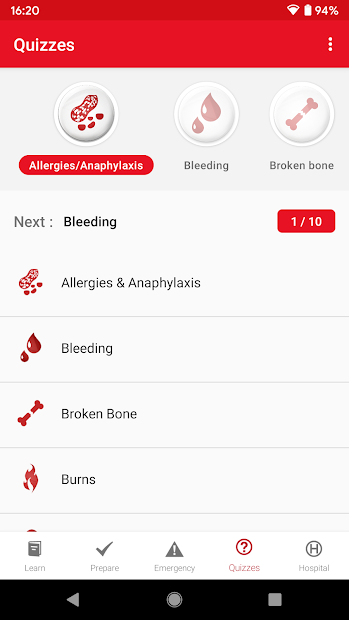 16:20
94%
Quizzes
Allergies/Anaphylaxis
Bleeding
Broken bone
Next : Bleeding
1 / 10
Allergies & Anaphylaxis
Bleeding
Broken Bone
Burns
Learn
Prepare
Emergency
Quizzes
H
Hospital